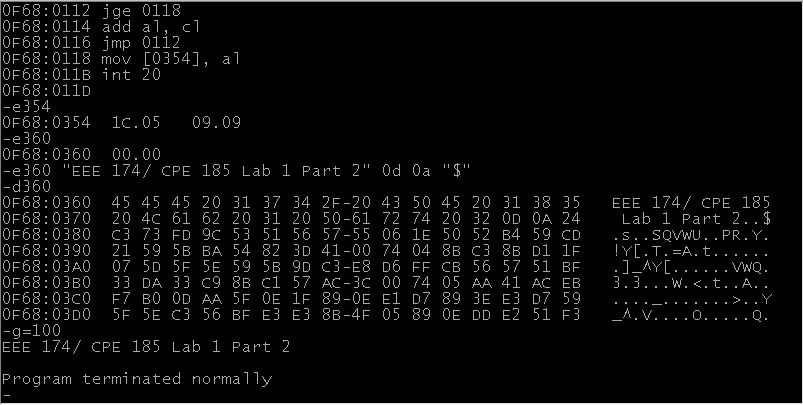 0F68:0112 jge 0118
0F68:0114 add al, cl
0F68:0116 jmp 0112
0F68:0118 mov [0354], al
0F68:011B int 20
0F68:011D
-e354
0F68:0354  1C.05   09.09
-e360
0F68:0360  00.00
-e360 "EEE 174/ CPE 185 Lab 1 Part 2" 0d 0a "$"
-d360
0F68:0360  45 45 45 20 31 37 34 2F-20 43 50 45 20 31 38 35   EEE 174/ CPE 185
0F68:0370  20 4C 61 62 20 31 20 50-61 72 74 20 32 0D 0A 24    Lab 1 Part 2..$
0F68:0380  C3 73 FD 9C 53 51 56 57-55 06 1E 50 52 B4 59 CD   .s..SQVWU..PR.Y.
0F68:0390  21 59 5B BA 54 82 3D 41-00 74 04 8B C3 8B D1 1F   !Y[.T.=A.t......
0F68:03A0  07 5D 5F 5E 59 5B 9D C3-E8 D6 FF CB 56 57 51 BF   .]_^Y[......VWQ.
0F68:03B0  33 DA 33 C9 8B C1 57 AC-3C 00 74 05 AA 41 AC EB   3.3...W.<.t..A..
0F68:03C0  F7 B0 0D AA 5F 0E 1F 89-0E E1 D7 89 3E E3 D7 59   ...._.......>..Y
0F68:03D0  5F 5E C3 56 BF E3 E3 8B-4F 05 89 0E DD E2 51 F3   _^.V....O.....Q.
-g=100
EEE 174/ CPE 185 Lab 1 Part 2
Program terminated normally
-